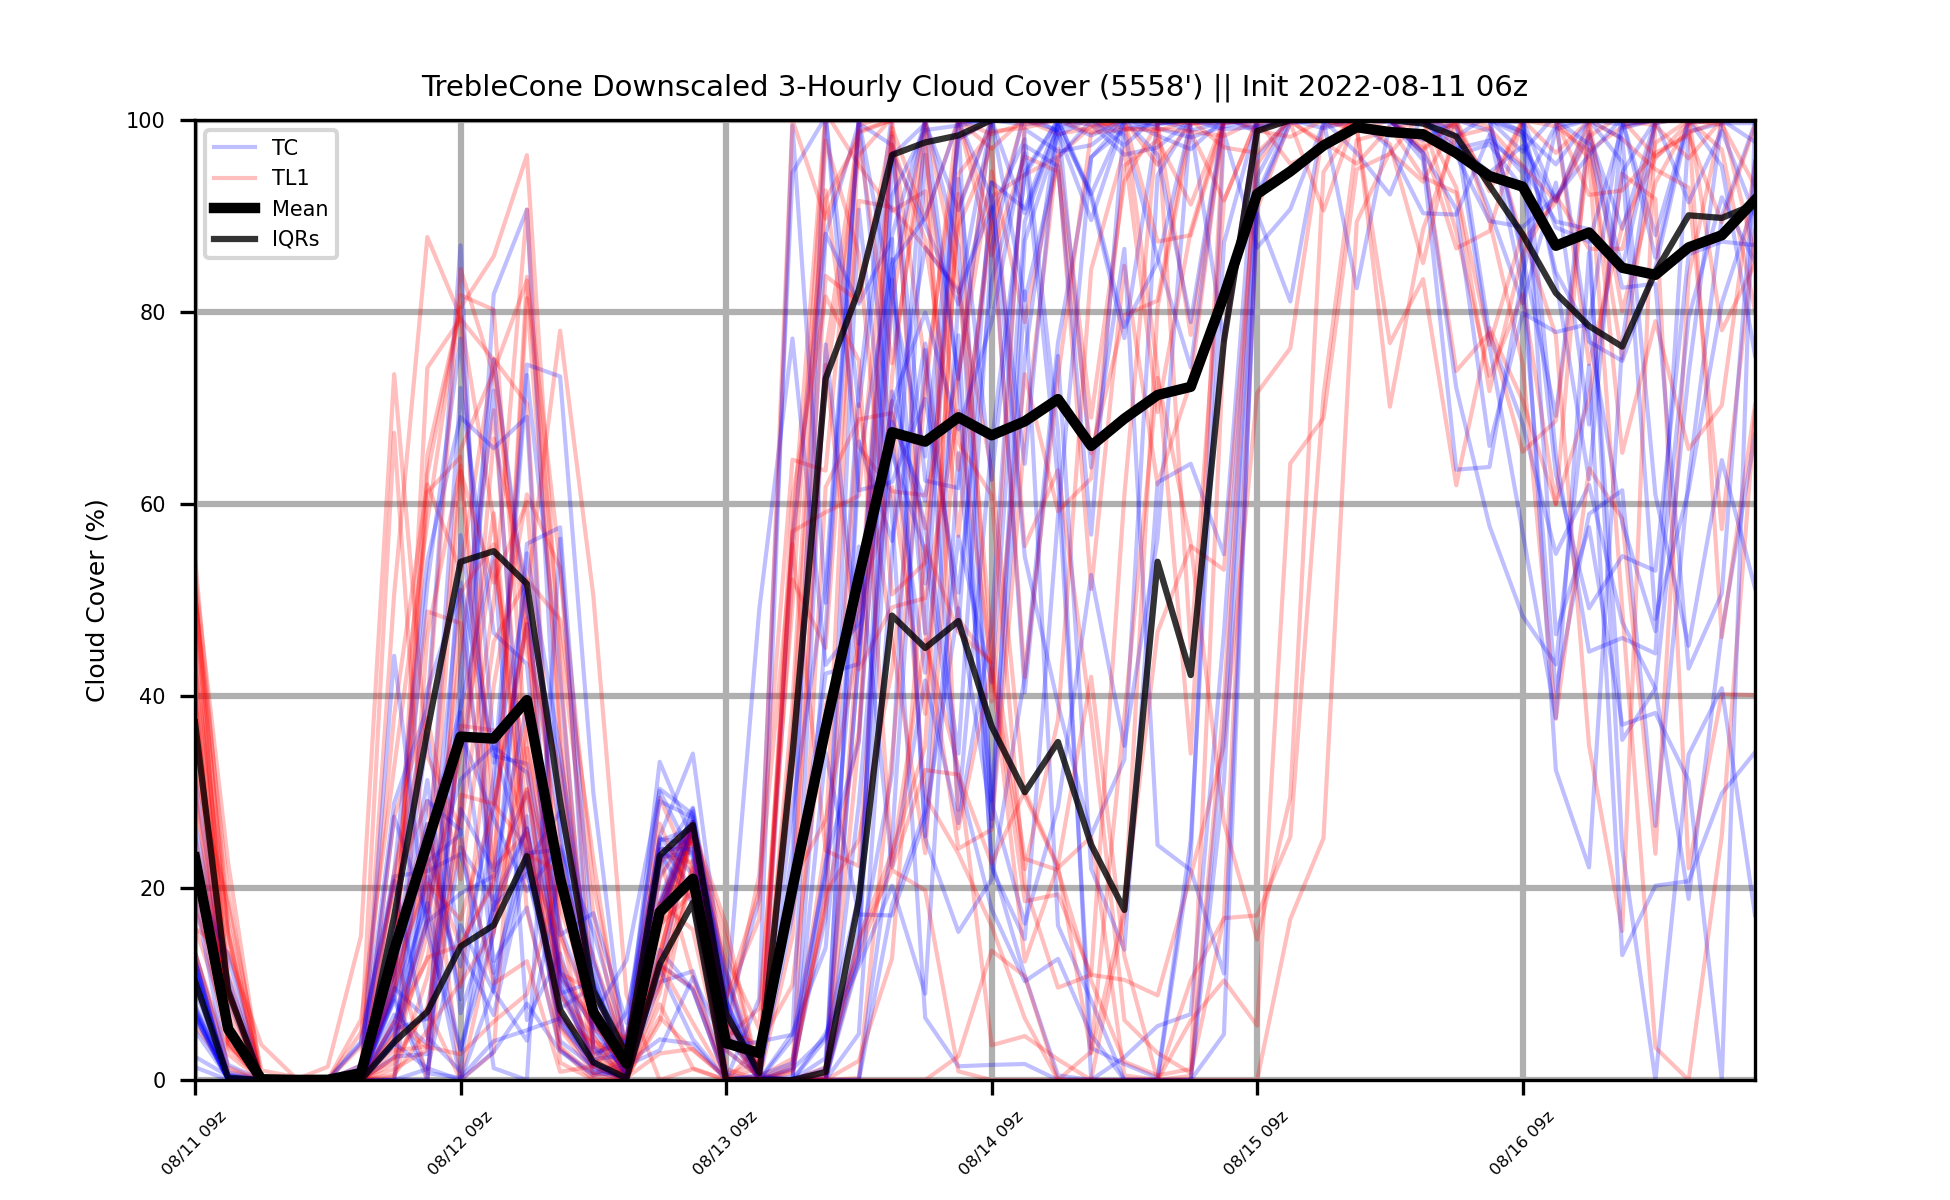 TrebleCone Downscaled 3-Hourly Cloud Cover (5558') || Init 2022-08-11 06z
TC
TL1
Mean
IQRs
Cloud Cover (%)
100
80
60
40
20
0
08/11 09z
08/12 09z
08/13 09z
08/14 09z
08/15 09z
08/16 09z